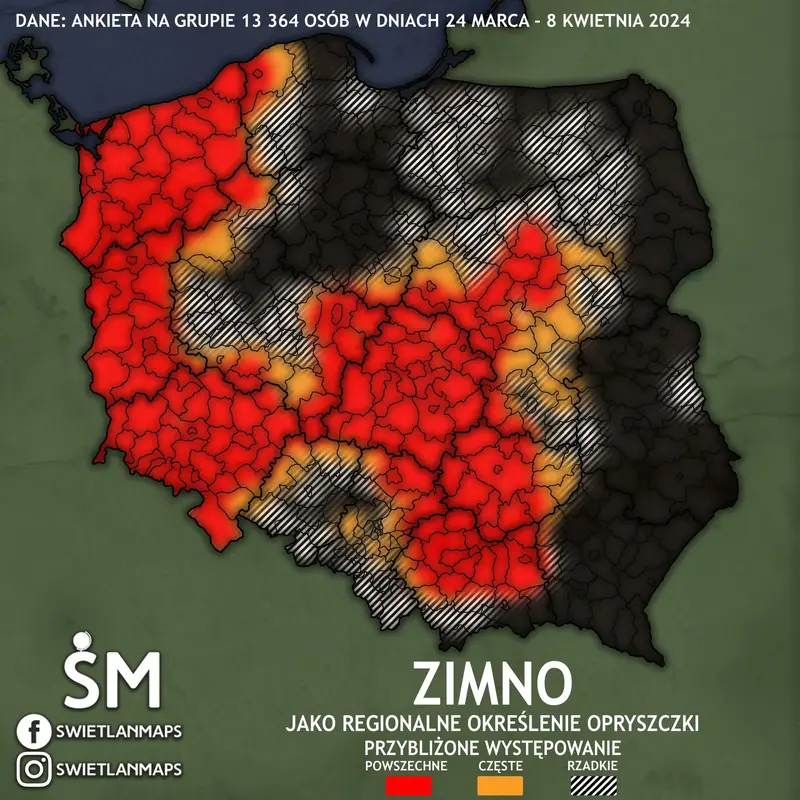 DANE: ANKIETA NA GRUPIE 13 364 OSÓB W DNIACH 24 MARCA - 8 KWIETNIA 2024
ŚM
SWIETLANMAPS
SWIETLANMAPS
ZIMNO
JAKO REGIONALNE OKREŚLENIE OPRYSZCZKI
PRZYBLIŻONE WYSTĘPOWANIE
POWSZECHNE CZĘSTE RZADKIE